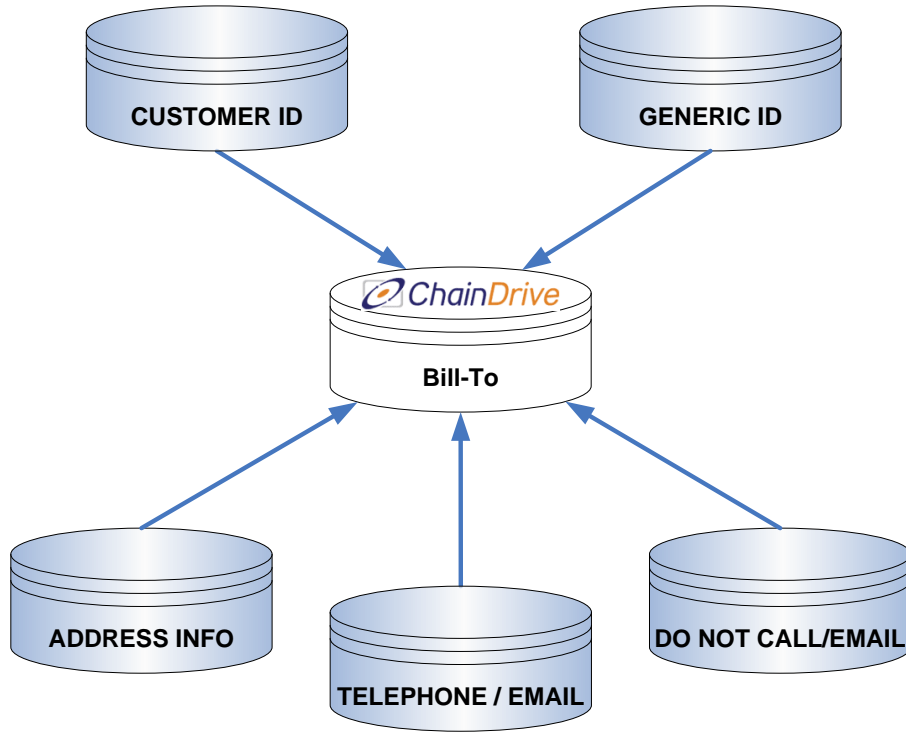 CUSTOMER ID
GENERIC ID
ChainDrive
Bill-To
ADDRESS INFO
TELEPHONE / EMAIL
DO NOT CALL/EMAIL